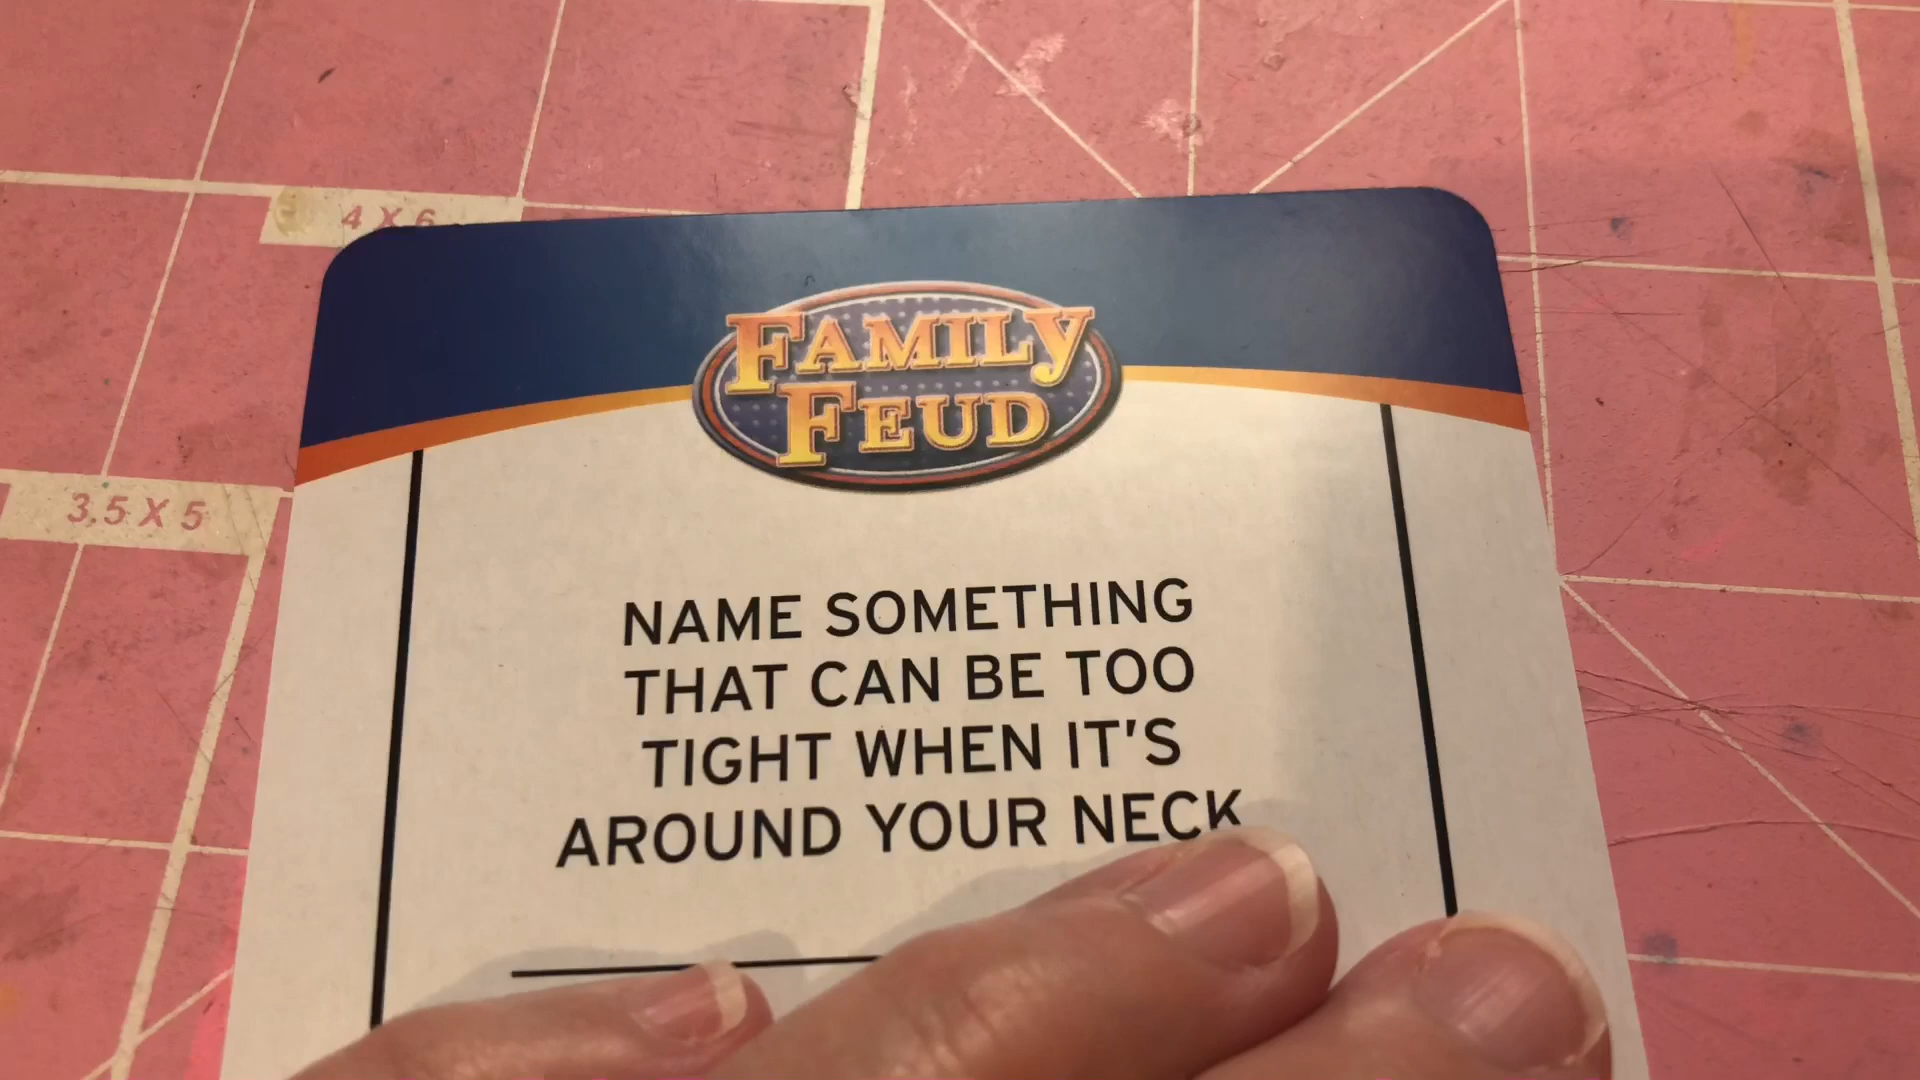 4 X 6
FAMILY
FEUD
3.5 X 5
NAME SOMETHING
THAT CAN BE TOO
TIGHT WHEN IT'S
AROUND YOUR NECK